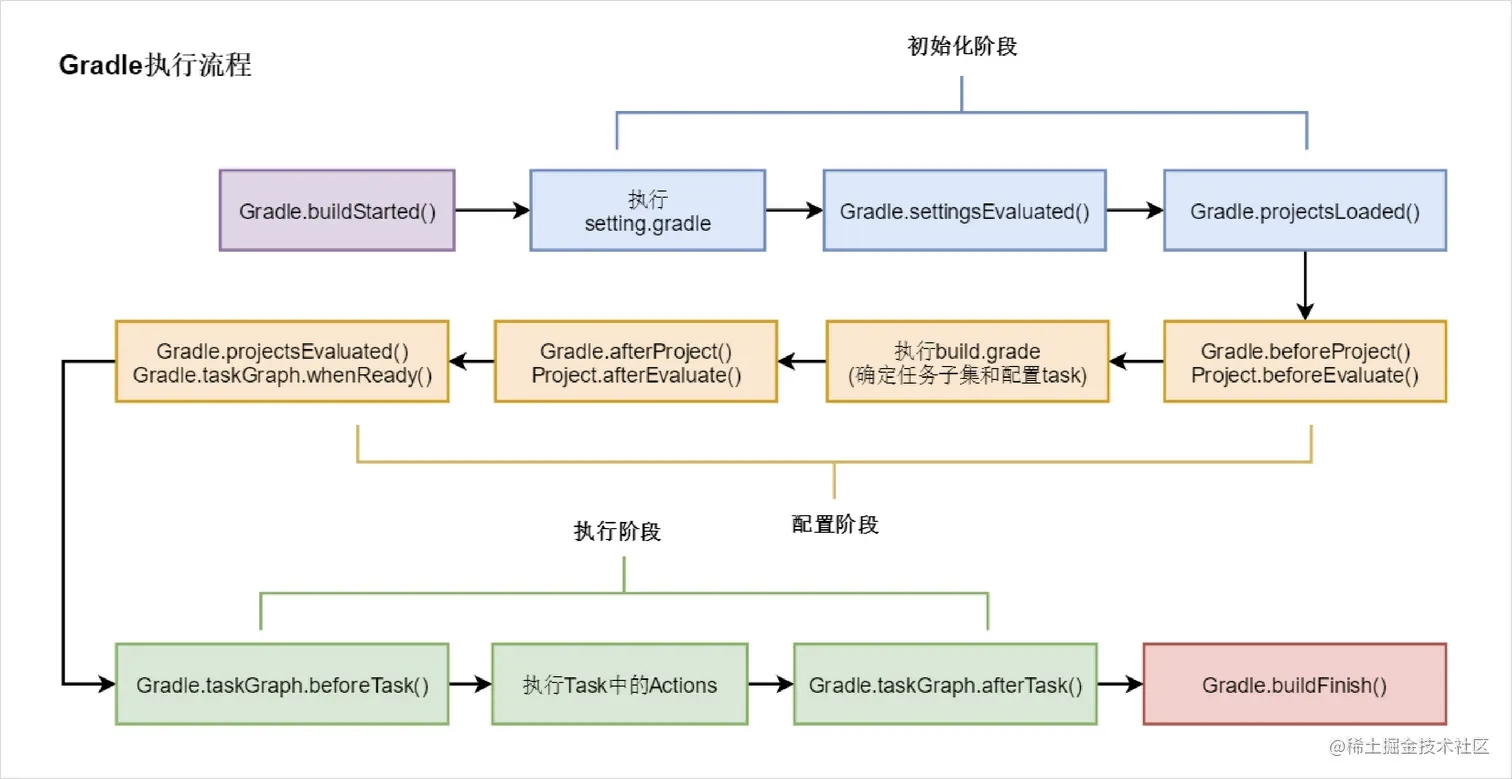 Gradle执行流程
初始化阶段
Gradle.buildStarted()
执行
setting.gradle
Gradle.settingsEvaluated()
Gradle.projectsLoaded()
Gradle.projectsEvaluated()
Gradle.taskGraph.whenReady()
Gradle.afterProject()
Project.afterEvaluate()
执行build.grade
(确定任务子集和配置task)
Gradle.beforeProject()
Project.beforeEvaluate()
执行阶段
配置阶段
Gradle.taskGraph.beforeTask()
执行Task中的Actions
Gradle.taskGraph.afterTask()
Gradle.buildFinish()
@稀土掘金技术社区